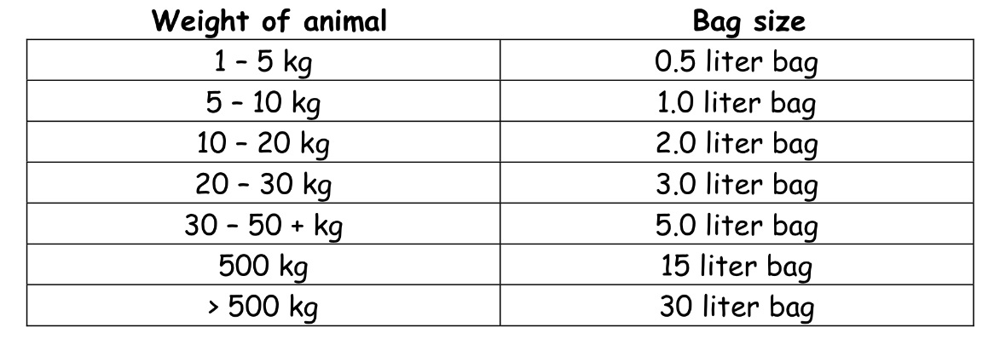 Weight of animal Bag size
1 – 5 kg 0.5 liter bag
5 – 10 kg 1.0 liter bag
10 – 20 kg 2.0 liter bag
20 – 30 kg 3.0 liter bag
30 – 50 + kg 5.0 liter bag
500 kg 15 liter bag
> 500 kg 30 liter bag